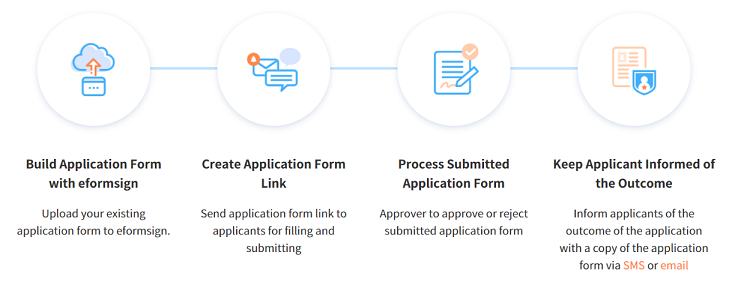 Build Application Form
with eformsign
Upload your existing
application form to eformsign.
Create Application Form
Link
Send application form link to
applicants for filling and
submitting
Process Submitted
Application Form
Approver to approve or reject
submitted application form
Keep Applicant Informed of
the Outcome
Inform applicants of the
outcome of the application
with a copy of the application
form via SMS or email